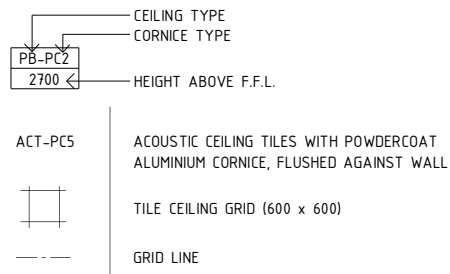 CEILING TYPE
CORNICE TYPE
PB-PC2
2700
HEIGHT ABOVE F.F.L.
ACT-PC5
ACOUSTIC CEILING TILES WITH POWDERCOAT
ALUMINIUM CORNICE, FLUSHED AGAINST WALL
TILE CEILING GRID (600 x 600)
GRID LINE